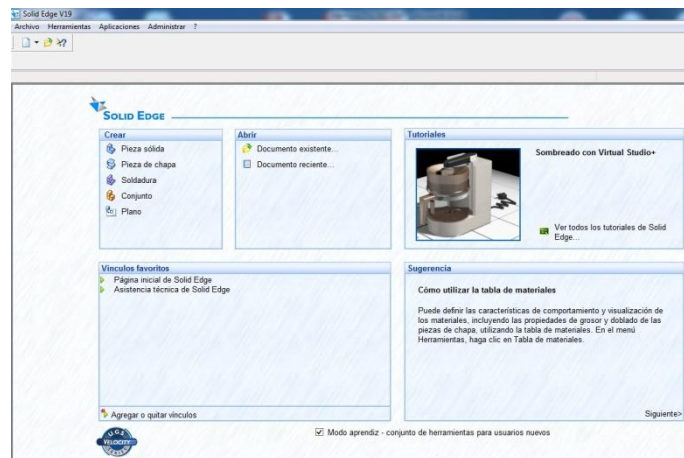 Solid Edge V19
Archivo Herramientas Aplicaciones Administrar ?
SOLID EDGE
Crear
Pieza sólida
Pieza de chapa
Soldadura
Conjunto
Plano
Abrir
Documento existente...
Documento reciente...
Tutoriales
Sombreado con Virtual Studio+
Ver todos los tutoriales de Solid
Edge...
Vínculos favoritos
Página inicial de Solid Edge
Asistencia técnica de Solid Edge
Agregar o quitar vínculos
Sugerencia
Cómo utilizar la tabla de materiales
Puede definir las características de comportamiento y visualización de
los materiales, incluyendo las propiedades de grosor y doblado de las
piezas de chapa, utilizando la tabla de materiales. En el menú
Herramientas, haga clic en Tabla de materiales.
Siguiente>
UGS
VELOCITY
SERIES
Modo aprendiz - conjunto de herramientas para usuarios nuevos